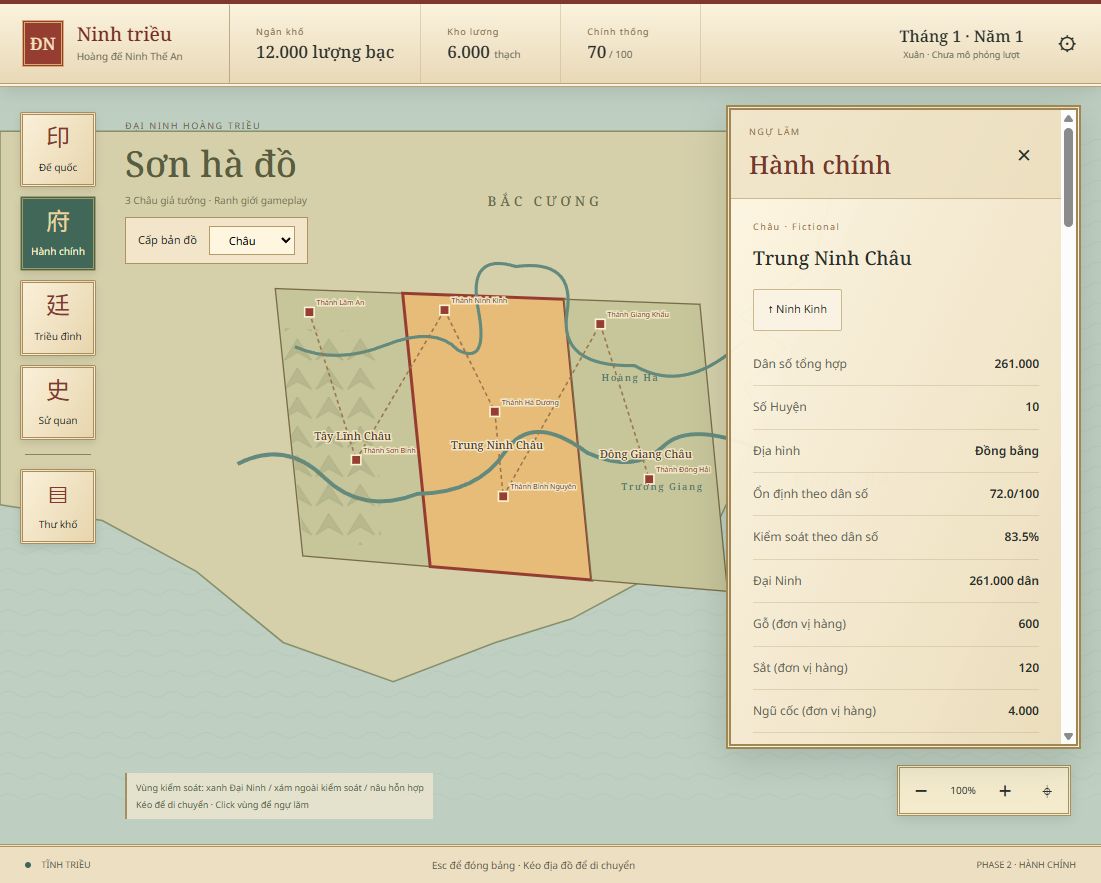 ĐN
Ninh triều
Hoàng đế Ninh Thế An
Ngân khố
12.000 lượng bạc
Kho lương
6.000 thạch
Chính thống
70 / 100
Tháng 1 · Năm 1
Xuân · Chưa mô phỏng lượt
印
Đế quốc
府
Hành chính
廷
Triều đình
史
Sử quan
目
Thư khố
ĐẠI NINH HOÀNG TRIỀU
Sơn hà đồ
3 Châu giả tưởng · Ranh giới gameplay
Cấp bản đồ
Châu
BẮC CƯƠNG
Thành Lâm An
Thành Ninh Kinh
Thành Giang Khẩu
Hoàng Hà
Thành Hà Dương
Tây Lĩnh Châu
Trung Ninh Châu
Đông Giang Châu
Thành Sơn Bình
Thành Đông Hải
Thành Bình Nguyên
Trường Giang
NGỰ LÃM
Hành chính
×
Châu · Fictional
Trung Ninh Châu
↑ Ninh Kinh
Dân số tổng hợp 261.000
Số Huyện 10
Địa hình Đồng bằng
Ổn định theo dân số 72.0/100
Kiểm soát theo dân số 83.5%
Đại Ninh 261.000 dân
Gỗ (đơn vị hàng) 600
Sắt (đơn vị hàng) 120
Ngũ cốc (đơn vị hàng) 4.000
Vùng kiểm soát: xanh Đại Ninh / xám ngoài kiểm soát / nâu hỗn hợp
Kéo để di chuyển · Click vùng để ngự lãm
− 100% +
TĨNH TRIỀU
Esc để đóng bảng · Kéo địa đồ để di chuyển
PHASE 2 · HÀNH CHÍNH